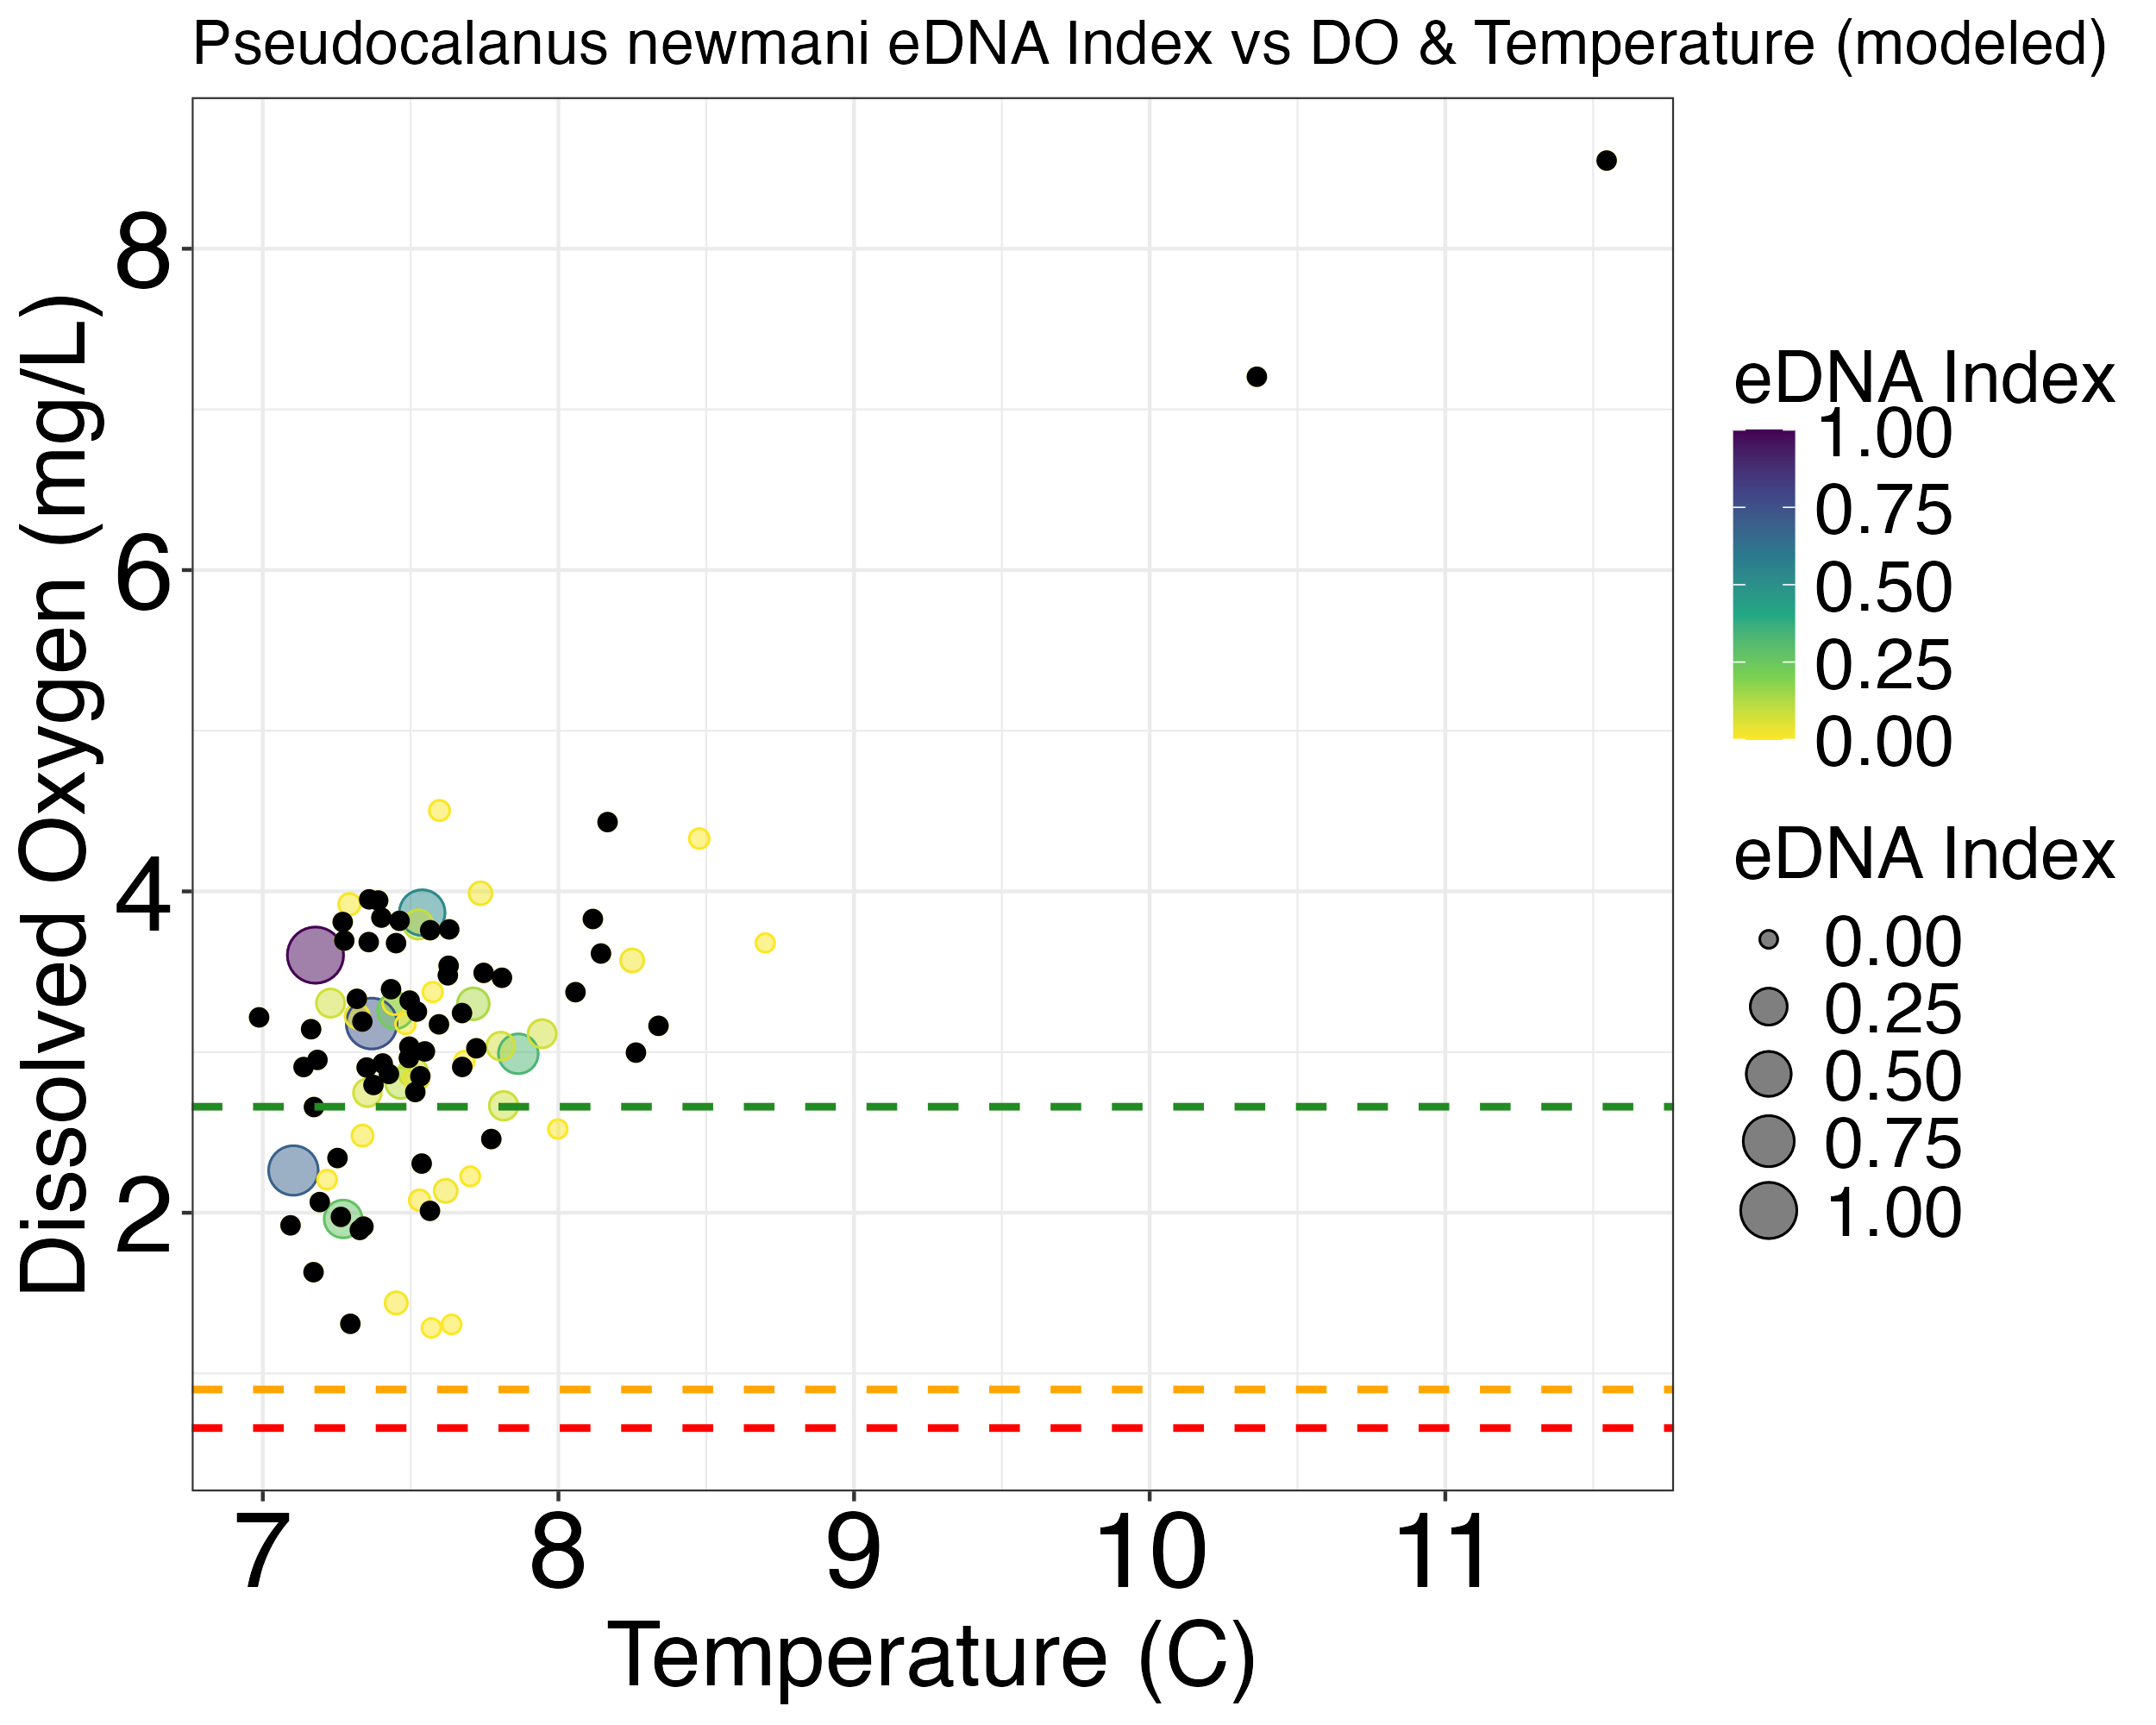 Pseudocalanus newmani eDNA Index vs DO & Temperature (modeled)
Dissolved Oxygen (mg/L)
8
6
4
2
7 8 9 10 11
Temperature (C)
eDNA Index
1.00
0.75
0.50
0.25
0.00
eDNA Index
0.00
0.25
0.50
0.75
1.00